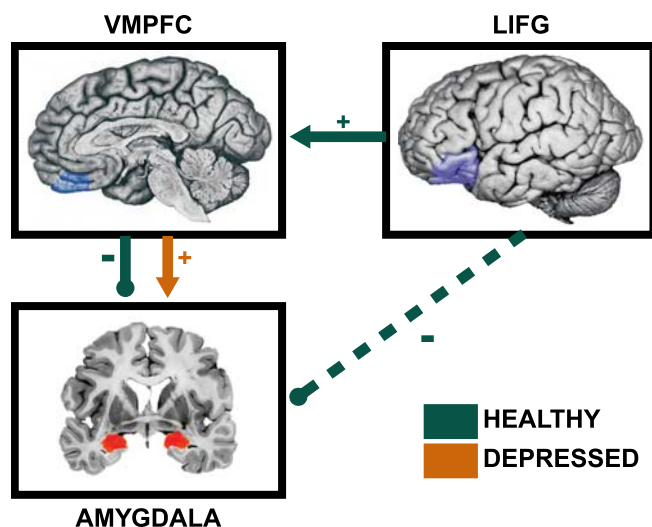 VMPFC
LIFG
+
-
+
-
HEALTHY
DEPRESSED
AMYGDALA